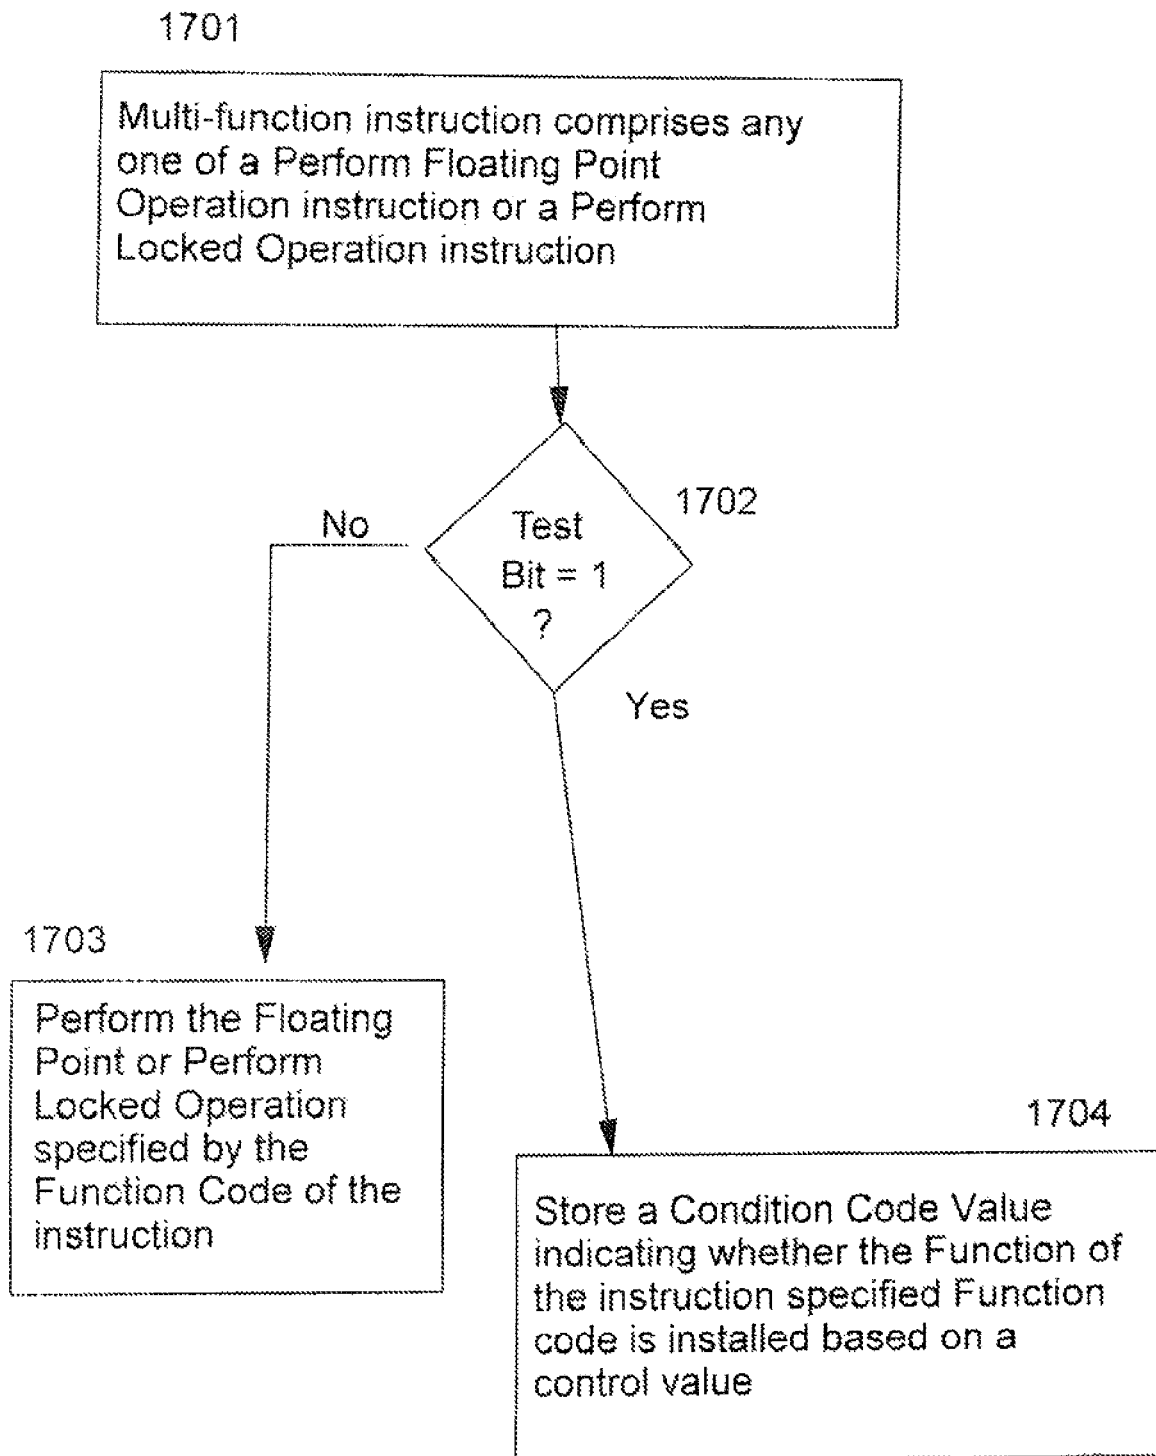 1701
Multi-function instruction comprises any
one of a Perform Floating Point
Operation instruction or a Perform
Locked Operation instruction
1702
No
Test
Bit = 1
?
Yes
1703
Perform the Floating
Point or Perform
Locked Operation
specified by the
Function Code of the
instruction
1704
Store a Condition Code Value
indicating whether the Function of
the instruction specified Function
code is installed based on a
control value